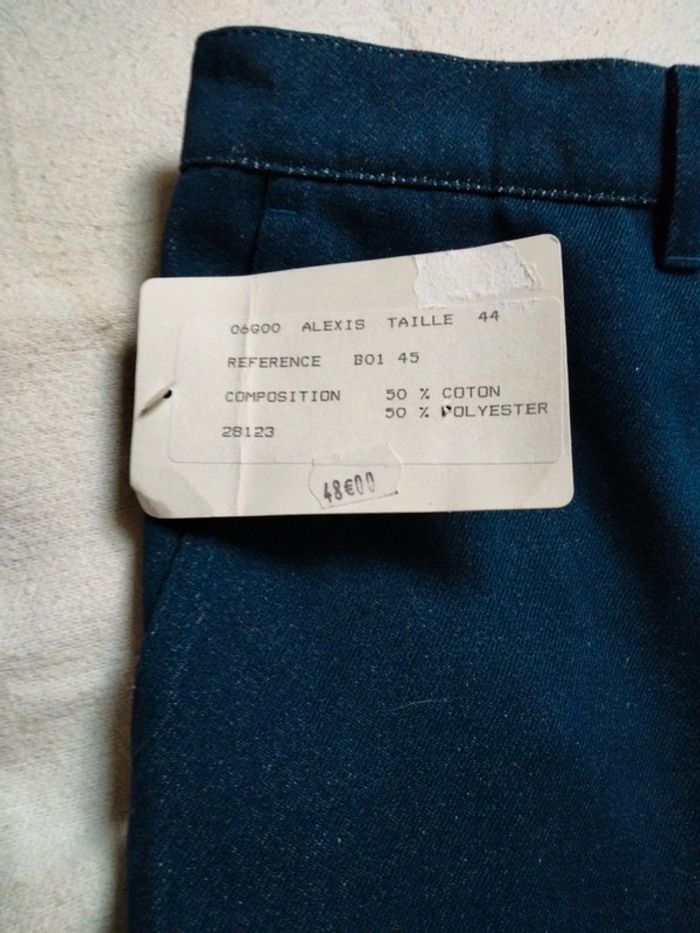 06G00 ALEXIS TAILLE 44
REFERENCE B01 45
COMPOSITION 50 % COTON
50 % POLYESTER
28123
48€00